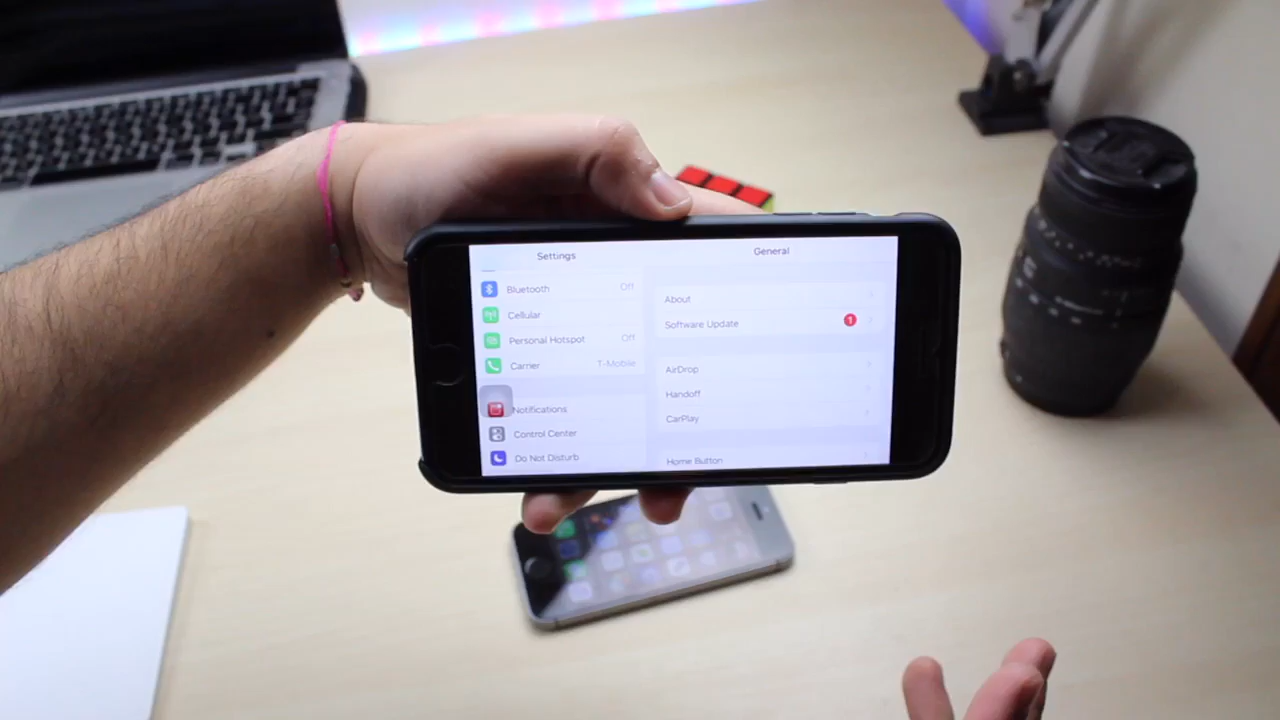 Settings
Bluetooth Off
Cellular
Personal Hotspot Off
Carrier T-Mobile
Notifications
Control Center
Do Not Disturb
General
About
Software Update 1
AirDrop
Handoff
CarPlay
Home Button